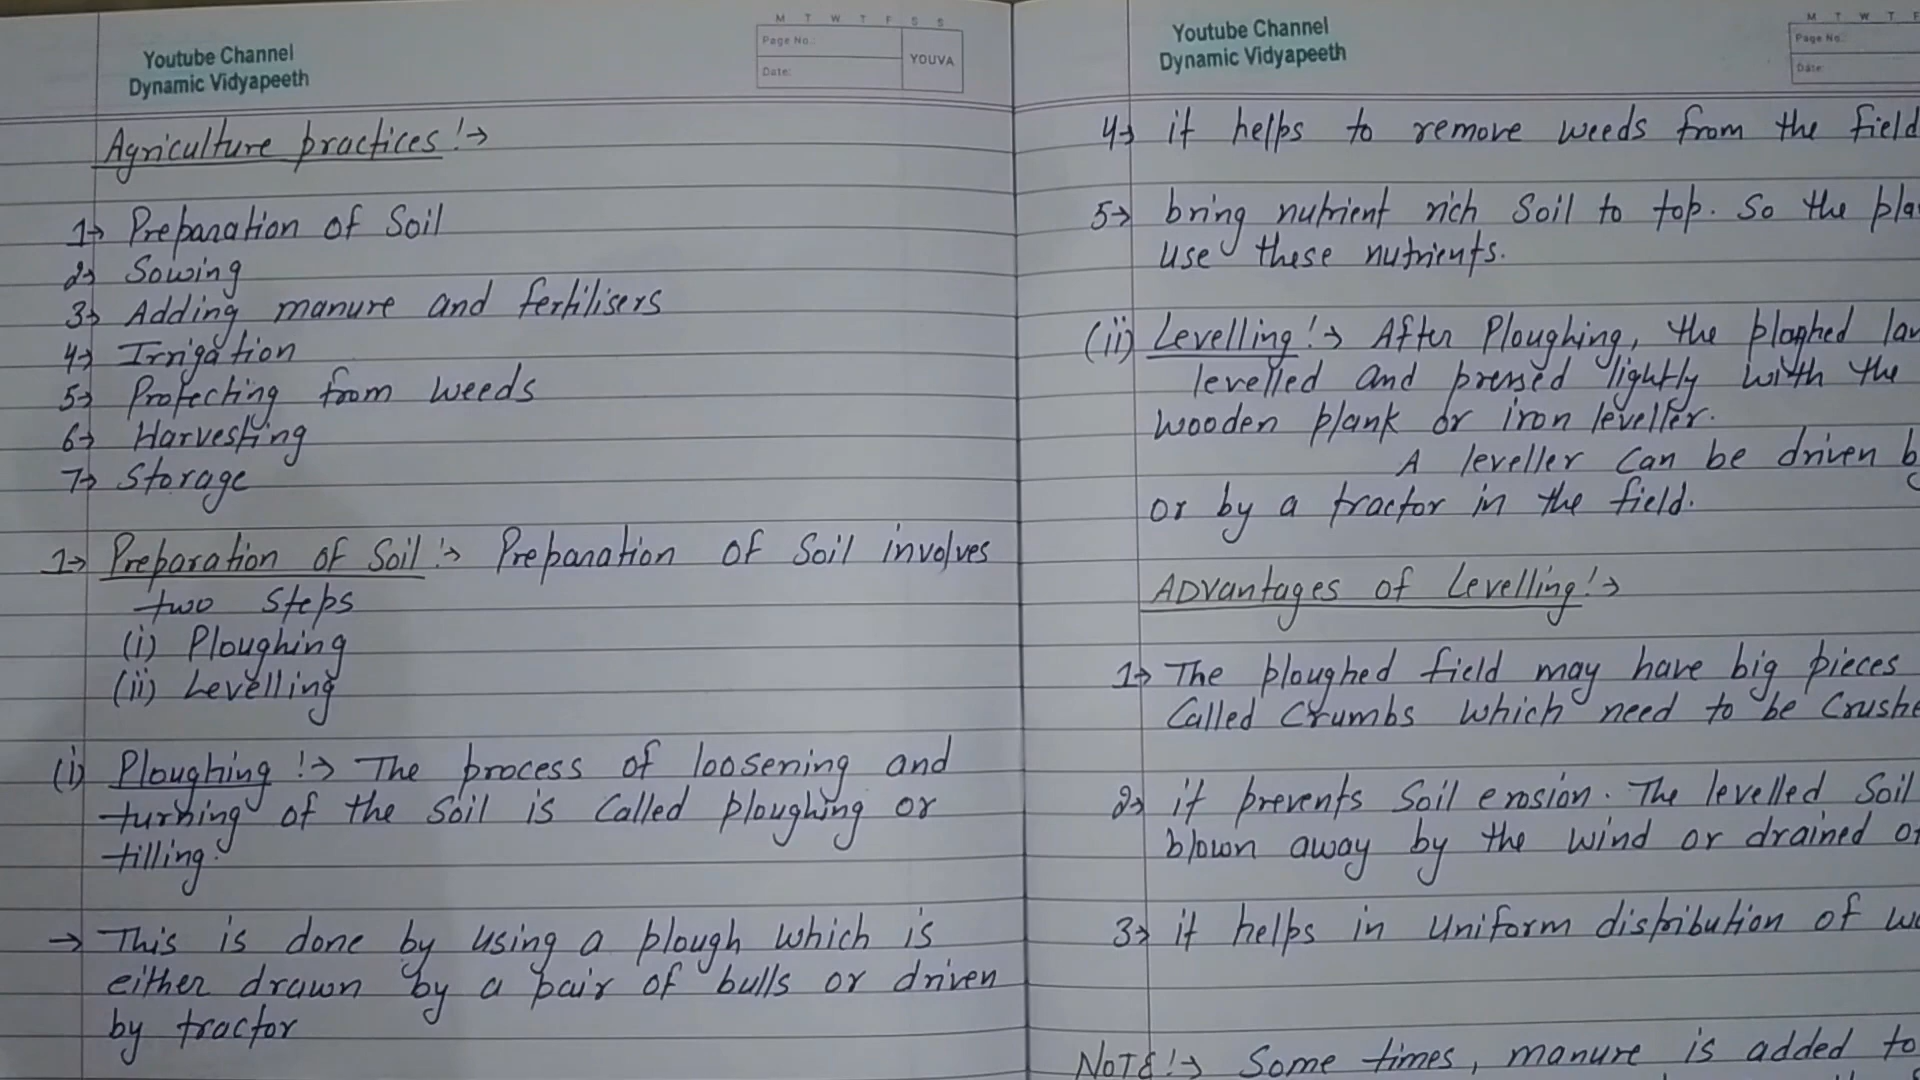 Youtube Channel
Dynamic Vidyapeeth
M T W T F S S
Page No.:
Date:
YOUVA
Agriculture practices :→
1→ Preparation of Soil
2→ Sowing
3→ Adding manure and fertilisers
4→ Irrigation
5→ Protecting from weeds
6→ Harvesting
7→ Storage
1→ Preparation of Soil :→ Preparation of Soil involves
two steps
(i) Ploughing
(ii) Levelling
(i) Ploughing :→ The process of loosening and
turning of the Soil is Called ploughing or
tilling.
→ This is done by using a plough which is
either drawn by a pair of bulls or driven
by tractor
Youtube Channel
Dynamic Vidyapeeth
M T W T F
Page No.:
Date:
4→ it helps to remove weeds from the field
5→ bring nutrient rich Soil to top. So the
use these nutrients.
(ii) Levelling :→ After Ploughing, the
levelled and pressed lightly with the
wooden plank or iron leveller.
A leveller Can be driven
or by a tractor in the field.
Advantages of Levelling :→
1→ The ploughed field may have big pieces
Called Crumbs which need to be
2→ it prevents Soil erosion. The levelled Soil
blown away by the wind or drained
3→ it helps in Uniform distribution of
NOTE :→ Some times, manure is added to